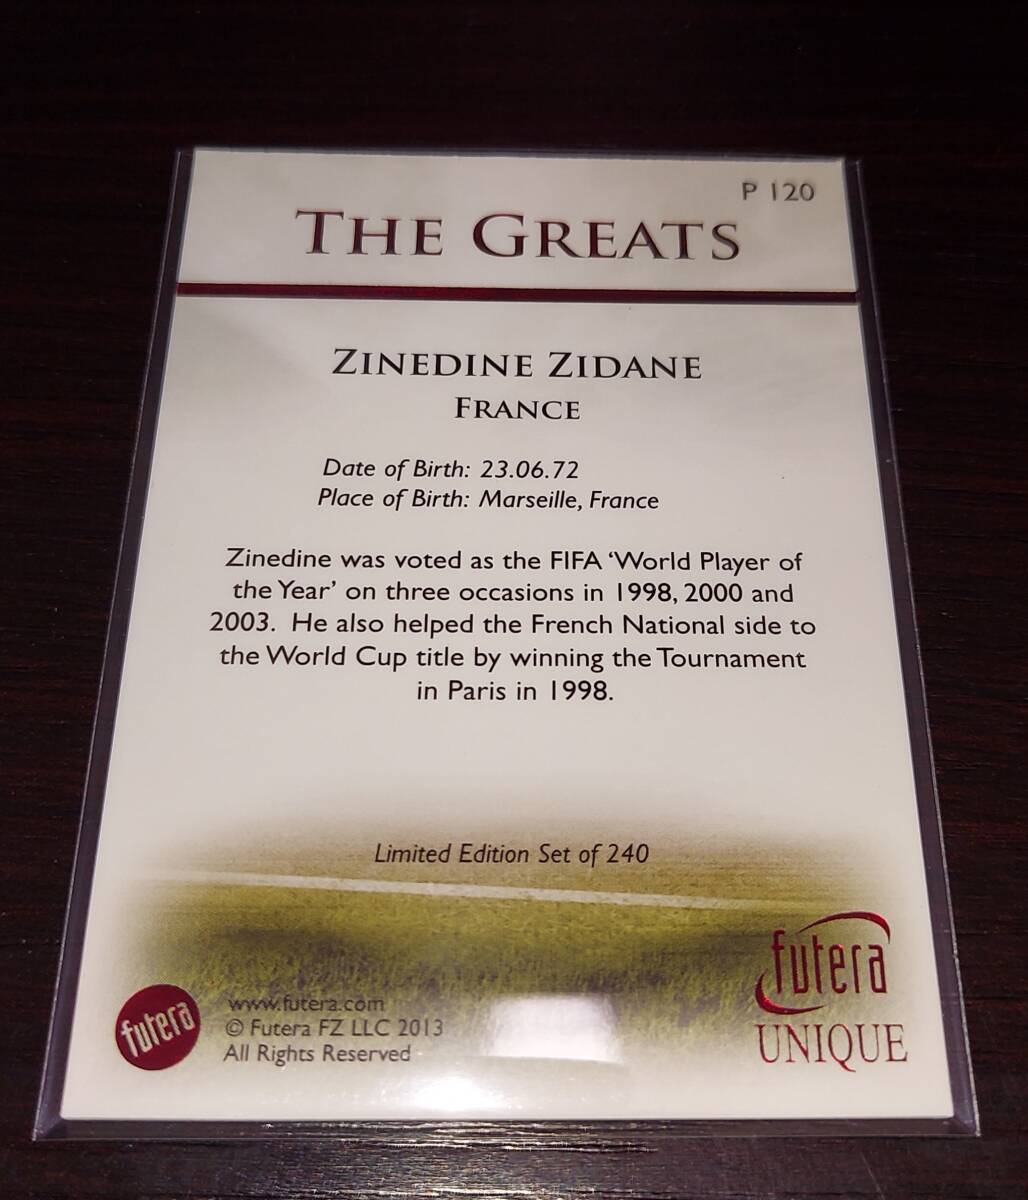 P 120
THE GREATS
ZINEDINE ZIDANE
FRANCE
Date of Birth: 23.06.72
Place of Birth: Marseille, France
Zinedine was voted as the FIFA ‘World Player of
the Year’ on three occasions in 1998, 2000 and
2003. He also helped the French National side to
the World Cup title by winning the Tournament
in Paris in 1998.
Limited Edition Set of 240
futera
UNIQUE
futera
www.futera.com
© Futera FZ LLC 2013
All Rights Reserved